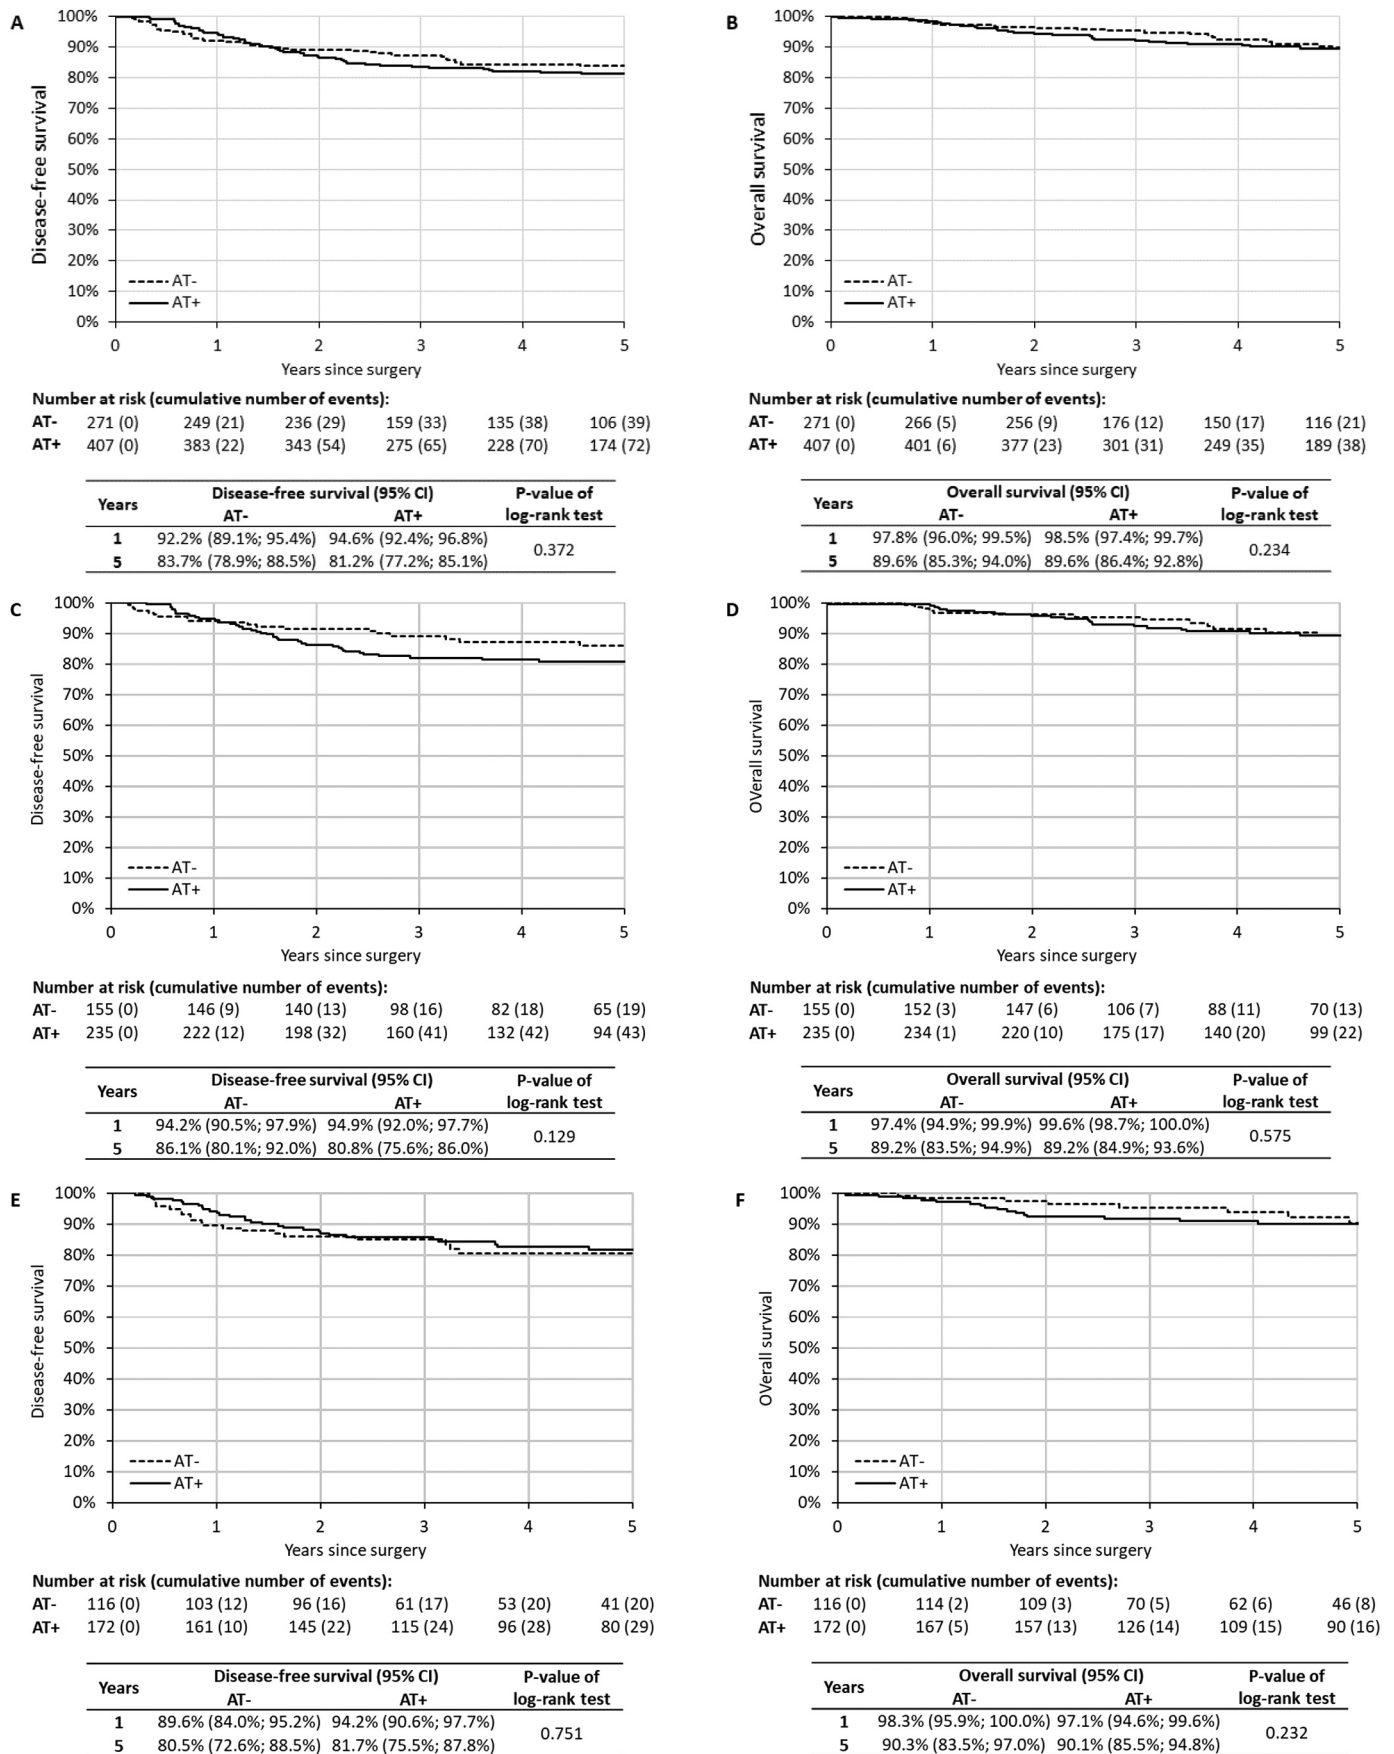 A
Disease-free survival
100%
90%
80%
70%
60%
50%
40%
30%
20%
10%
0%
AT-
AT+
0 1 2 3 4 5
Years since surgery
Number at risk (cumulative number of events):
AT- 271 (0) 249 (21) 236 (29) 159 (33) 135 (38) 106 (39)
AT+ 407 (0) 383 (22) 343 (54) 275 (65) 228 (70) 174 (72)
Years Disease-free survival (95% CI) P-value of
AT- AT+ log-rank test
1 92.2% (89.1%; 95.4%) 94.6% (92.4%; 96.8%)
0.372
5 83.7% (78.9%; 88.5%) 81.2% (77.2%; 85.1%)
B
Overall survival
100%
90%
80%
70%
60%
50%
40%
30%
20%
10%
0%
AT-
AT+
0 1 2 3 4 5
Years since surgery
Number at risk (cumulative number of events):
AT- 271 (0) 266 (5) 256 (9) 176 (12) 150 (17) 116 (21)
AT+ 407 (0) 401 (6) 377 (23) 301 (31) 249 (35) 189 (38)
Years Overall survival (95% CI) P-value of
AT- AT+ log-rank test
1 97.8% (96.0%; 99.5%) 98.5% (97.4%; 99.7%)
0.234
5 89.6% (85.3%; 94.0%) 89.6% (86.4%; 92.8%)
C
Disease-free survival
100%
90%
80%
70%
60%
50%
40%
30%
20%
10%
0%
AT-
AT+
0 1 2 3 4 5
Years since surgery
Number at risk (cumulative number of events):
AT- 155 (0) 146 (9) 140 (13) 98 (16) 82 (18) 65 (19)
AT+ 235 (0) 222 (12) 198 (32) 160 (41) 132 (42) 94 (43)
Years Disease-free survival (95% CI) P-value of
AT- AT+ log-rank test
1 94.2% (90.5%; 97.9%) 94.9% (92.0%; 97.7%)
0.129
5 86.1% (80.1%; 92.0%) 80.8% (75.6%; 86.0%)
D
OVerall survival
100%
90%
80%
70%
60%
50%
40%
30%
20%
10%
0%
AT-
AT+
0 1 2 3 4 5
Years since surgery
Number at risk (cumulative number of events):
AT- 155 (0) 152 (3) 147 (6) 106 (7) 88 (11) 70 (13)
AT+ 235 (0) 234 (1) 220 (10) 175 (17) 140 (20) 99 (22)
Years Overall survival (95% CI) P-value of
AT- AT+ log-rank test
1 97.4% (94.9%; 99.9%) 99.6% (98.7%; 100.0%)
0.575
5 89.2% (83.5%; 94.9%) 89.2% (84.9%; 93.6%)
E
Disease-free survival
100%
90%
80%
70%
60%
50%
40%
30%
20%
10%
0%
AT-
AT+
0 1 2 3 4 5
Years since surgery
Number at risk (cumulative number of events):
AT- 116 (0) 103 (12) 96 (16) 61 (17) 53 (20) 41 (20)
AT+ 172 (0) 161 (10) 145 (22) 115 (24) 96 (28) 80 (29)
Years Disease-free survival (95% CI) P-value of
AT- AT+ log-rank test
1 89.6% (84.0%; 95.2%) 94.2% (90.6%; 97.7%)
0.751
5 80.5% (72.6%; 88.5%) 81.7% (75.5%; 87.8%)
F
OVerall survival
100%
90%
80%
70%
60%
50%
40%
30%
20%
10%
0%
AT-
AT+
0 1 2 3 4 5
Years since surgery
Number at risk (cumulative number of events):
AT- 116 (0) 114 (2) 109 (3) 70 (5) 62 (6) 46 (8)
AT+ 172 (0) 167 (5) 157 (13) 126 (14) 109 (15) 90 (16)
Years Overall survival (95% CI) P-value of
AT- AT+ log-rank test
1 98.3% (95.9%; 100.0%) 97.1% (94.6%; 99.6%)
0.232
5 90.3% (83.5%; 97.0%) 90.1% (85.5%; 94.8%)